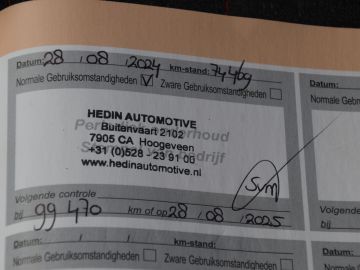 Datum: 28 / 08 / 2024 km-stand: 74469
Normale Gebruiksomstandigheden ☑ Zware Gebruiksomstandigheden ☐
HEDIN AUTOMOTIVE
Buitenvaart 2102
7905 CA Hoogeveen
+31 (0)528 - 23 91 00
www.hedinautomotive.nl
Volgende controle
bij 99 470 km of op 28 / 08 / 2025
Datum: / / km-stand:
Normale Gebruiksomstandigheden ☐ Zware Gebruiksomstandigheden